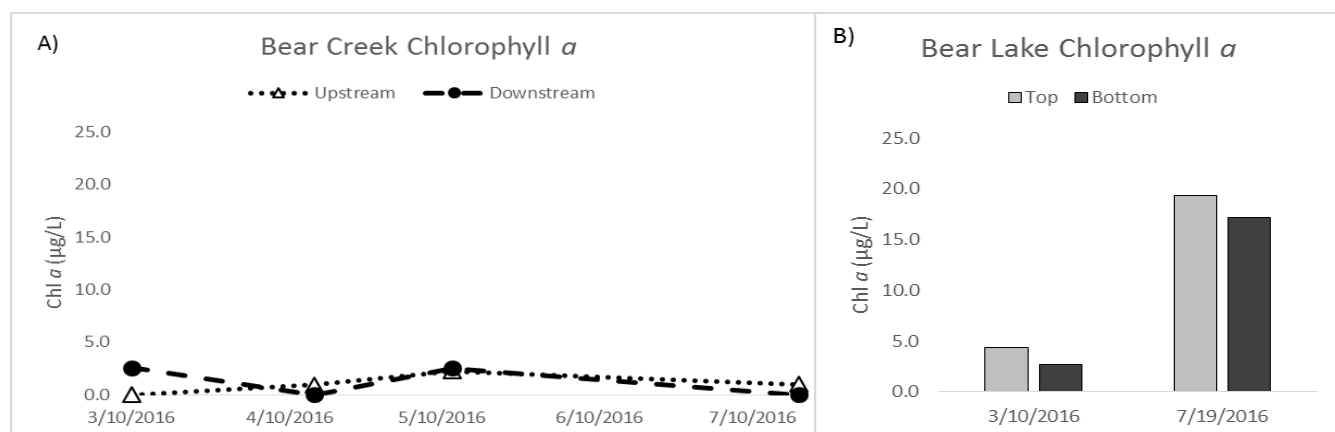 A)
Bear Creek Chlorophyll a
Upstream Downstream
25.0
20.0
15.0
10.0
5.0
0.0
Chl a (µg/L)
3/10/2016 4/10/2016 5/10/2016 6/10/2016 7/10/2016
B)
Bear Lake Chlorophyll a
Top Bottom
25.0
20.0
15.0
10.0
5.0
0.0
Chl a (µg/L)
3/10/2016 7/19/2016